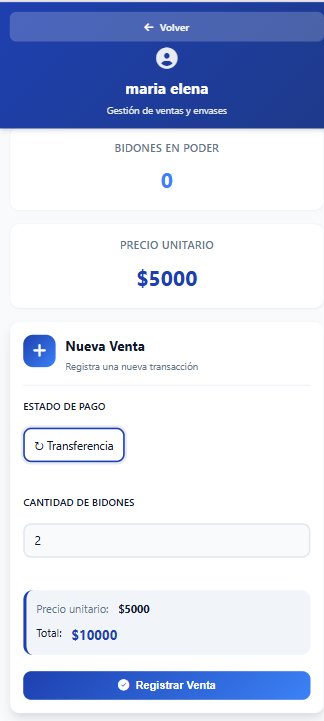 Volver
maria elena
Gestión de ventas y envases
BIDONES EN PODER
0
PRECIO UNITARIO
$5000
Nueva Venta
Registra una nueva transacción
ESTADO DE PAGO
↻ Transferencia
CANTIDAD DE BIDONES
2
Precio unitario: $5000
Total: $10000
Registrar Venta